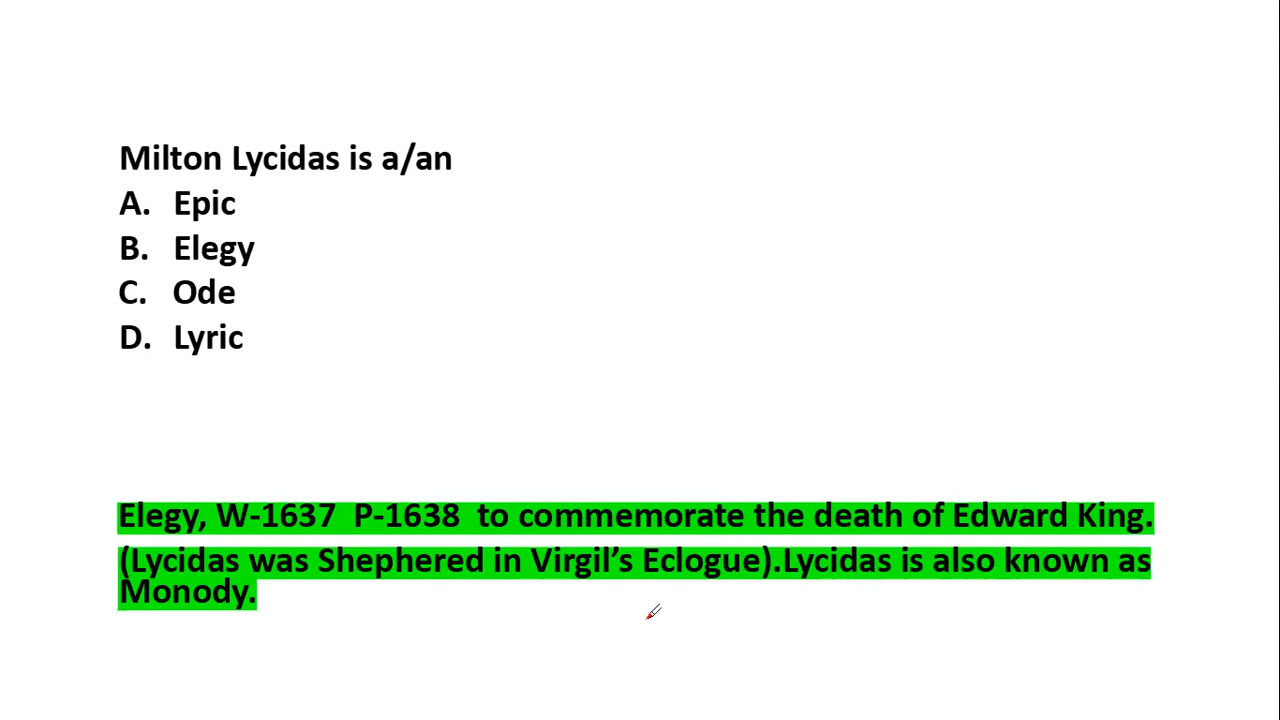 Milton Lycidas is a/an
A. Epic
B. Elegy
C. Ode
D. Lyric
Elegy, W-1637 P-1638 to commemorate the death of Edward King.
(Lycidas was Shephered in Virgil’s Eclogue).Lycidas is also known as
Monody.